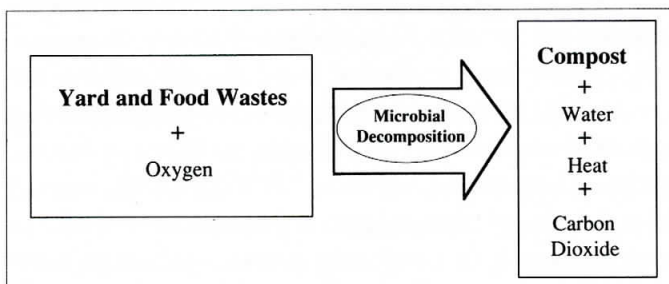 Yard and Food Wastes
+
Oxygen
Microbial
Decomposition
Compost
+
Water
+
Heat
+
Carbon
Dioxide